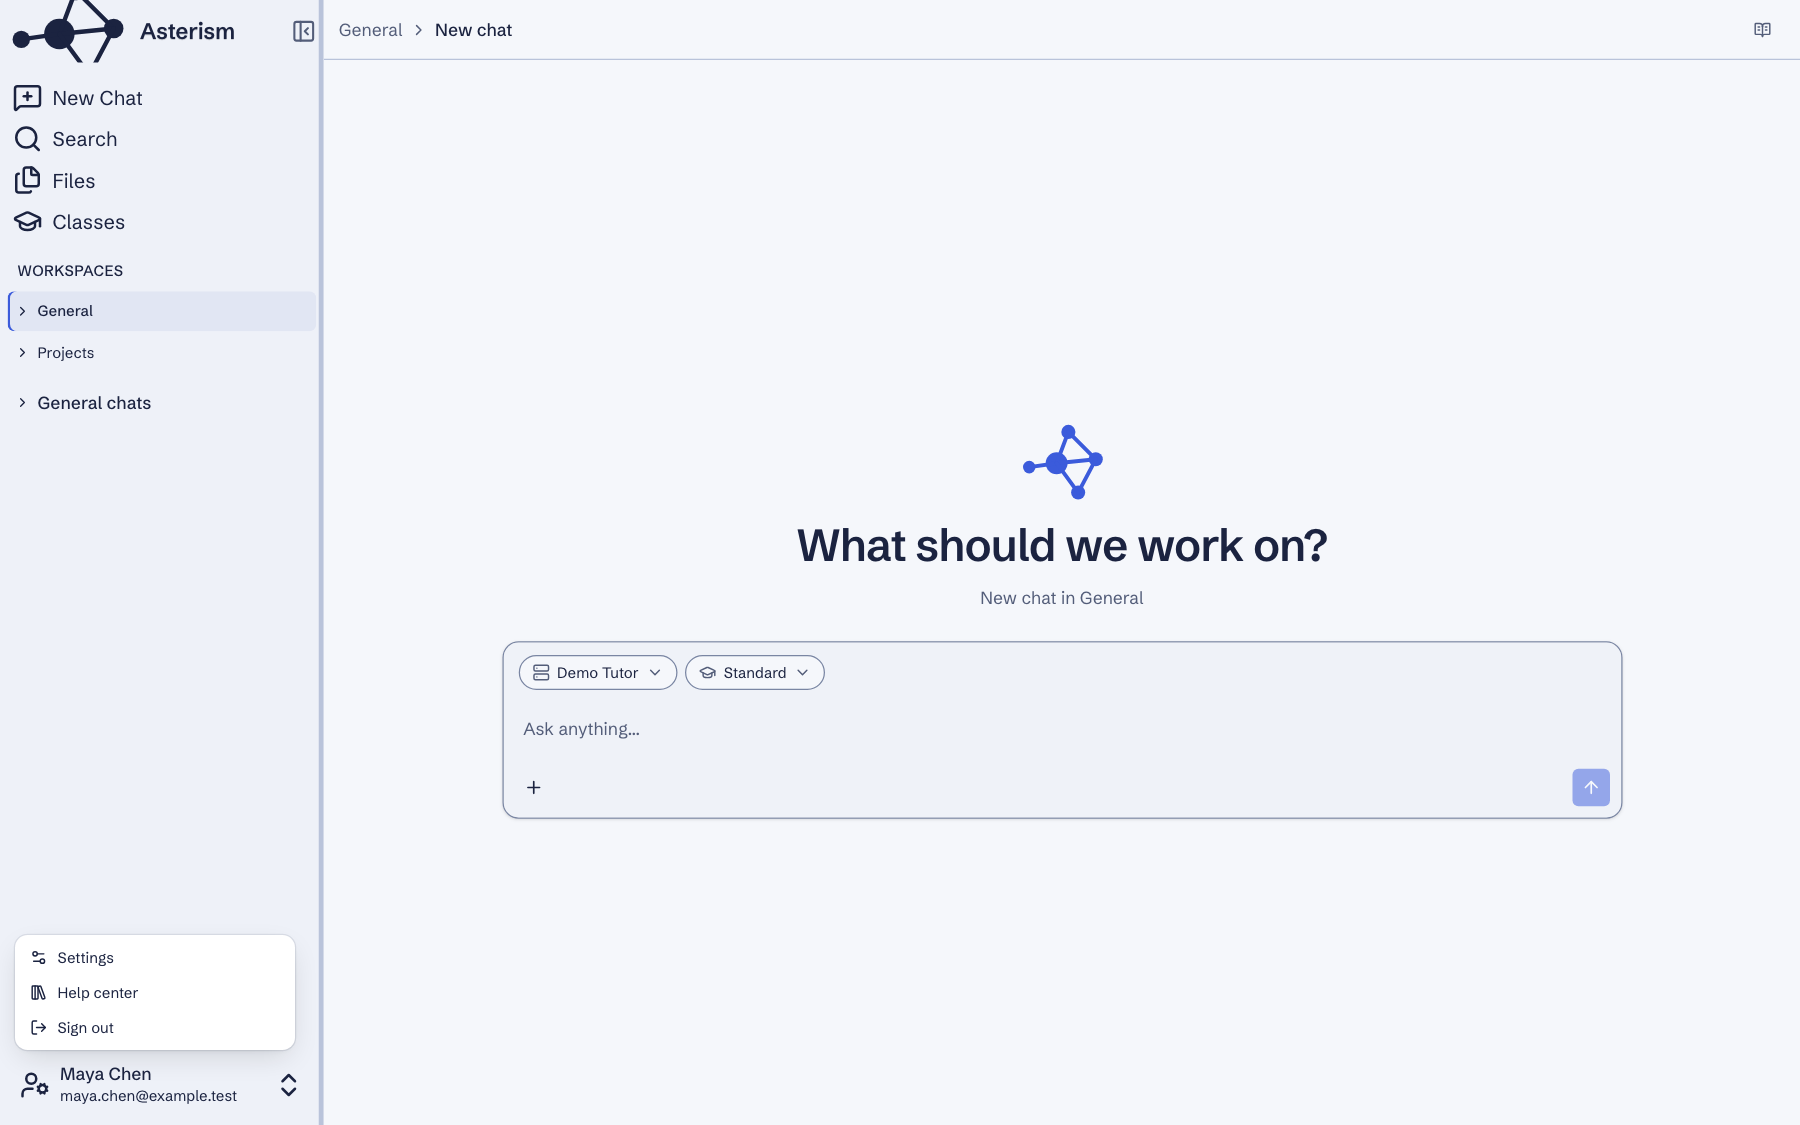 Asterism
New Chat
Search
Files
Classes
WORKSPACES
General
Projects
General chats
Settings
Help center
Sign out
Maya Chen
maya.chen@example.test
General > New chat
What should we work on?
New chat in General
Demo Tutor
Standard
Ask anything...